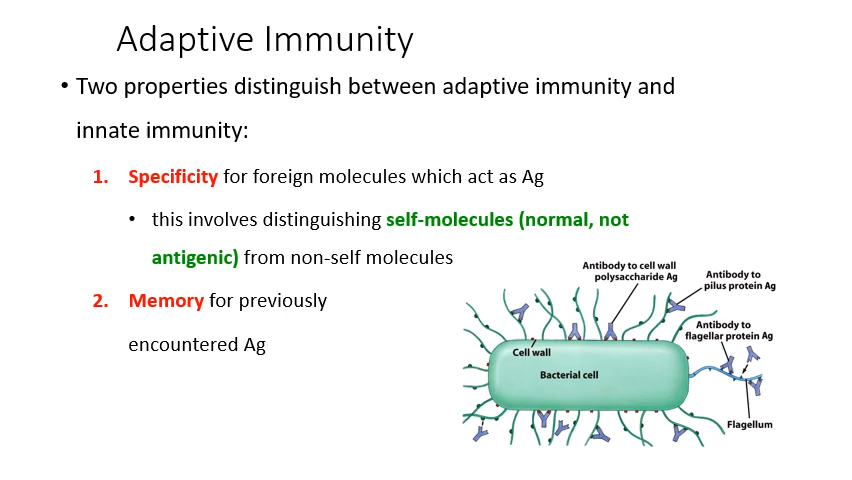 Adaptive Immunity
• Two properties distinguish between adaptive immunity and
innate immunity:
1. Specificity for foreign molecules which act as Ag
• this involves distinguishing self-molecules (normal, not
antigenic) from non-self molecules
2. Memory for previously
encountered Ag
Antibody to cell wall
polysaccharide Ag
Antibody to
pilus protein Ag
Antibody to
flagellar protein Ag
Cell wall
Bacterial cell
Flagellum